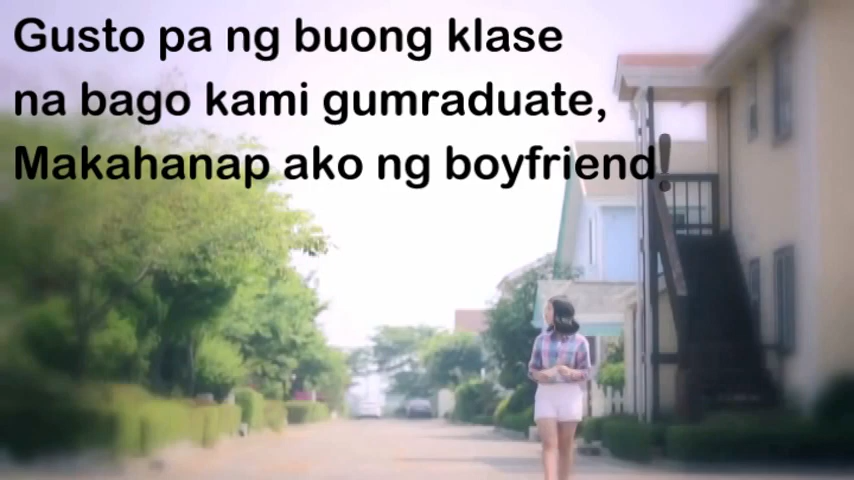 Gusto pa ng buong klase
na bago kami gumraduate,
Makahanap ako ng boyfriend!